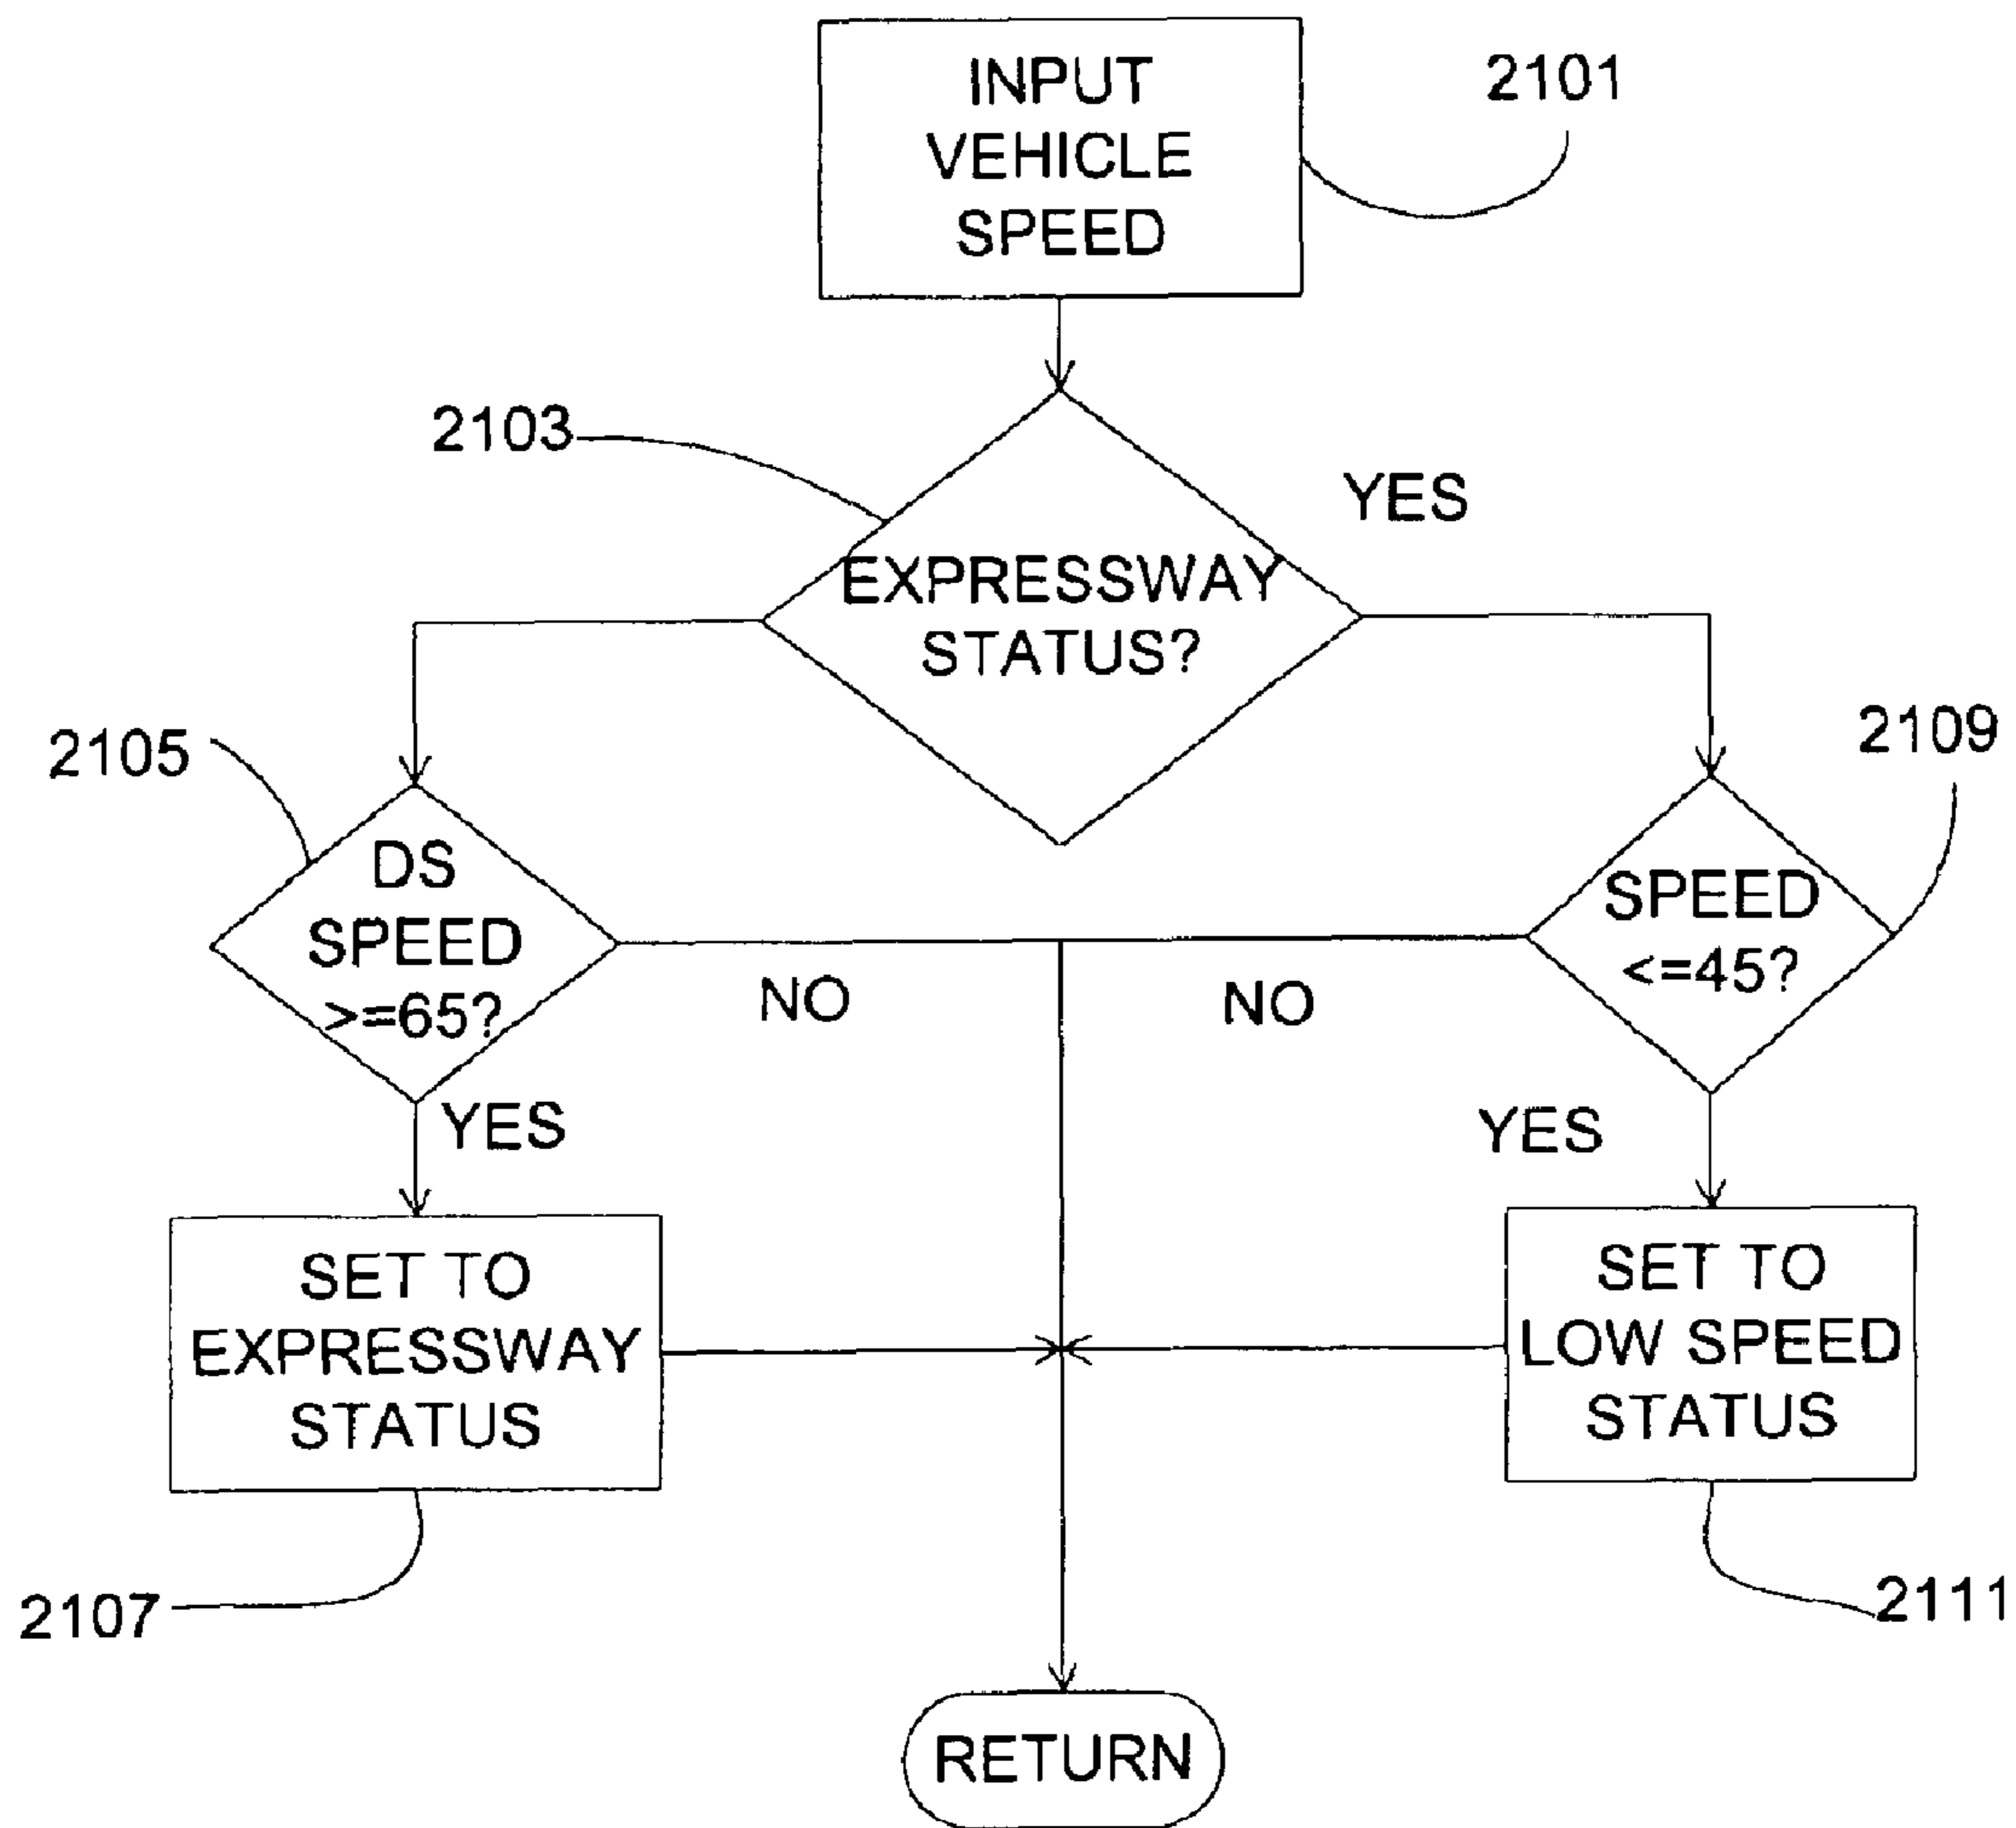 INPUT
VEHICLE
SPEED
2101
2103
YES
EXPRESSWAY
STATUS?
2105
2109
DS
SPEED
>=65?
SPEED
<=45?
NO
NO
YES
YES
SET TO
EXPRESSWAY
STATUS
SET TO
LOW SPEED
STATUS
2107
2111
RETURN